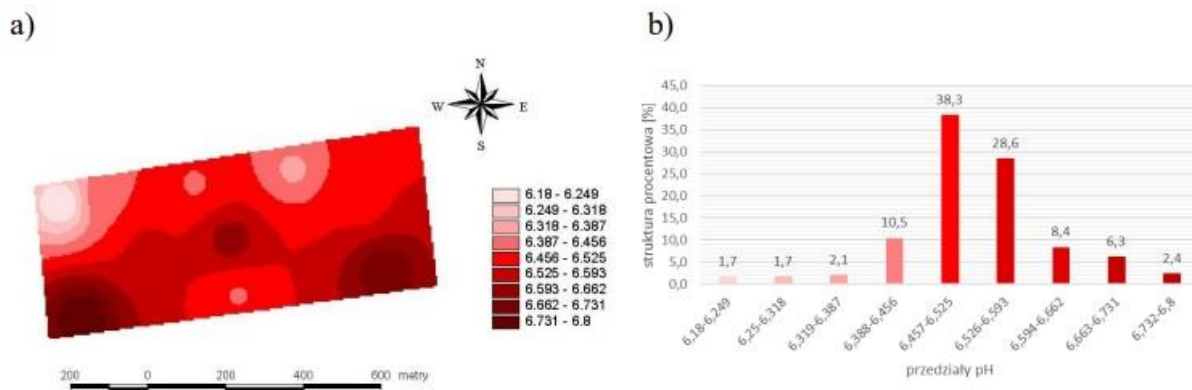 a)
N
W E
S
6.18 - 6.249
6.249 - 6.318
6.318 - 6.387
6.387 - 6.456
6.456 - 6.525
6.525 - 6.593
6.593 - 6.662
6.662 - 6.731
6.731 - 6.8
200 0 200 400 600 metry
b)
struktura procentowa [%]
45,0
40,0
35,0
30,0
25,0
20,0
15,0
10,0
5,0
0,0
1,7
1,7
2,1
10,5
38,3
28,6
8,4
6,3
2,4
6,18-6,249
6,25-6,318
6,319-6,387
6,388-6,456
6,457-6,525
6,526-6,593
6,594-6,662
6,663-6,731
6,732-6,8
przedziały pH